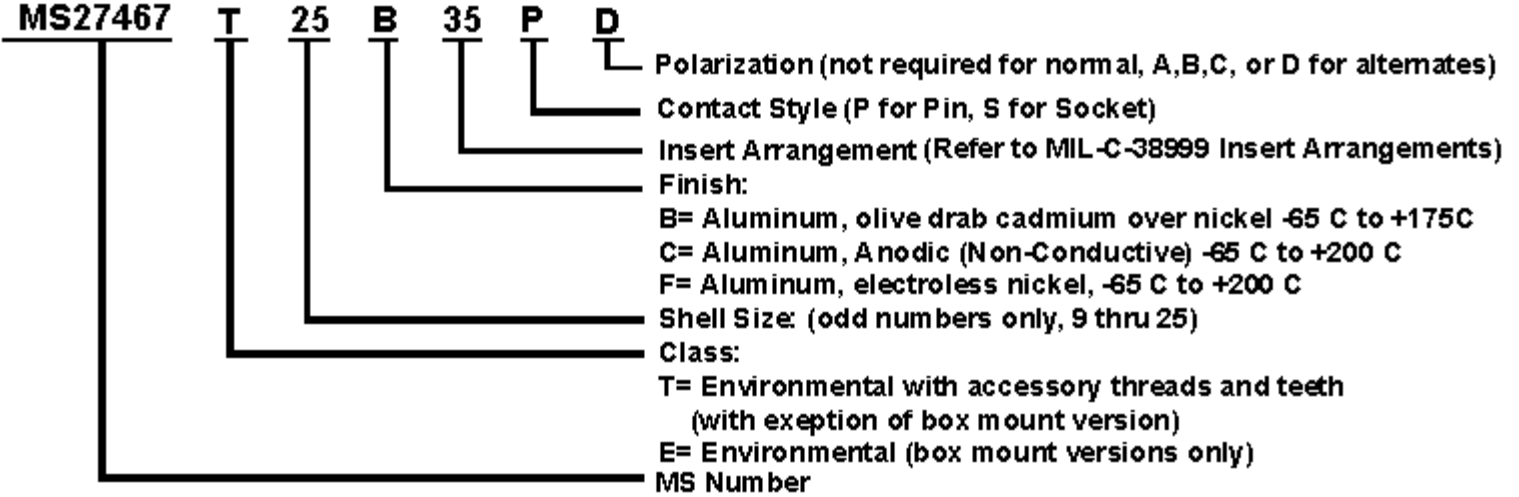 MS27467 T 25 B 35 P D
Polarization (not required for normal, A,B,C, or D for alternates)
Contact Style (P for Pin, S for Socket)
Insert Arrangement (Refer to MIL-C-38999 Insert Arrangements)
Finish:
B= Aluminum, olive drab cadmium over nickel -65 C to +175C
C= Aluminum, Anodic (Non-Conductive) -65 C to +200 C
F= Aluminum, electroless nickel, -65 C to +200 C
Shell Size: (odd numbers only, 9 thru 25)
Class:
T= Environmental with accessory threads and teeth
(with exeption of box mount version)
E= Environmental (box mount versions only)
MS Number